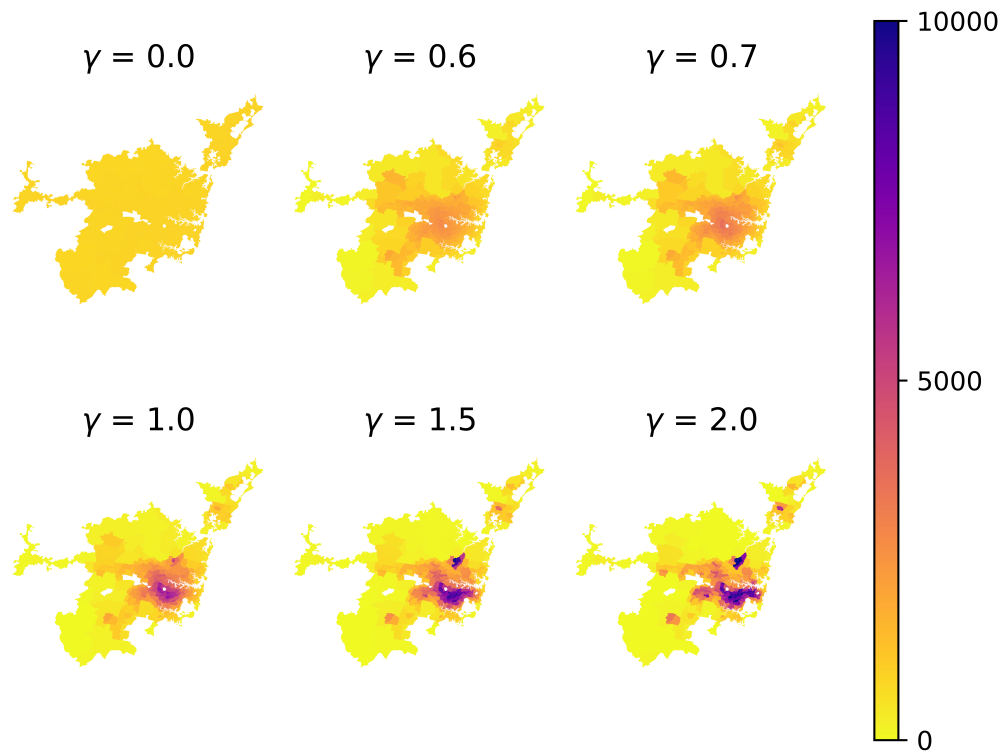 γ = 0.0
γ = 0.6
γ = 0.7
γ = 1.0
γ = 1.5
γ = 2.0
10000
5000
0